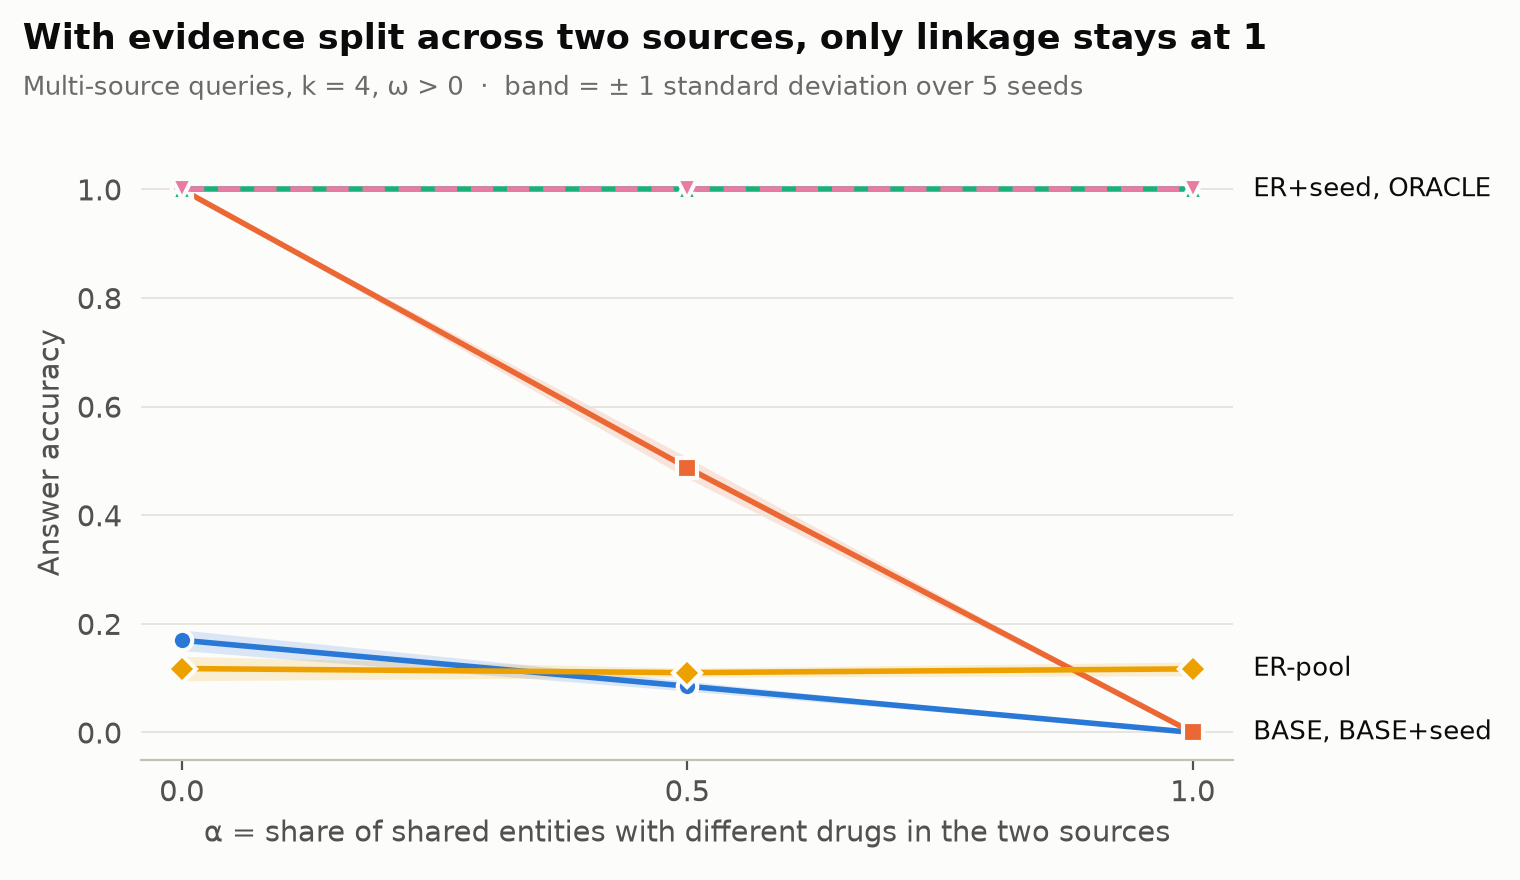 With evidence split across two sources, only linkage stays at 1
Multi-source queries, k = 4, ω > 0  ·  band = ± 1 standard deviation over 5 seeds
Answer accuracy
1.0
0.8
0.6
0.4
0.2
0.0
ER+seed, ORACLE
ER-pool
BASE, BASE+seed
0.0
0.5
1.0
α = share of shared entities with different drugs in the two sources